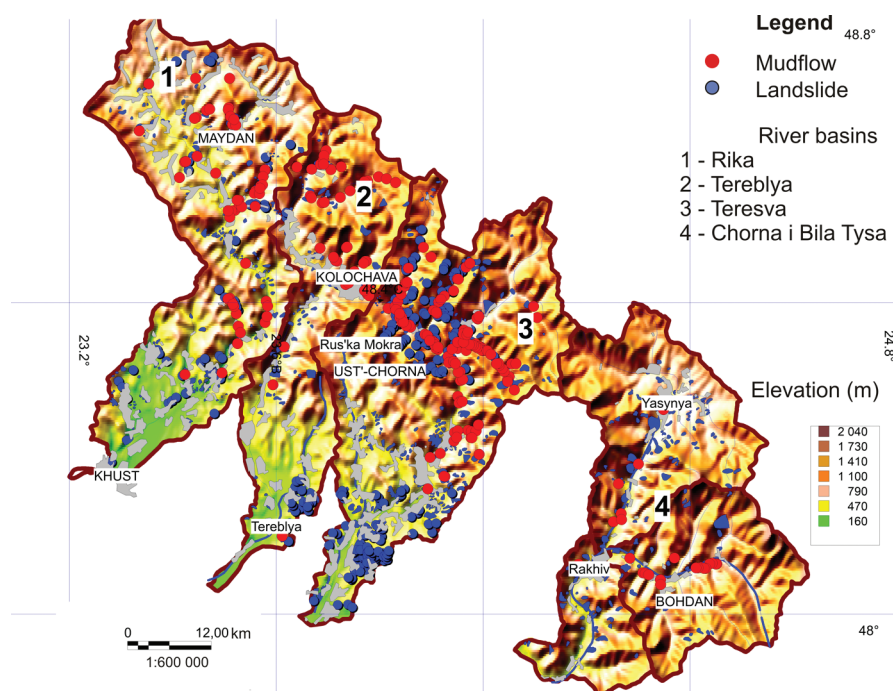 Legend
48.8°
Mudflow
Landslide
River basins
1 - Rika
2 - Tereblya
3 - Teresva
4 - Chorna i Bila Tysa
1
MAYDAN
2
KOLOCHAVA
3
23.2°
Rus'ka Mokra
UST'-CHORNA
24.8°
Elevation (m)
2 040
1 730
1 410
1 100
790
470
160
Yasynya
KHUST
4
Tereblya
Rakhiv
BOHDAN
48°
0 12,00 km
1:600 000